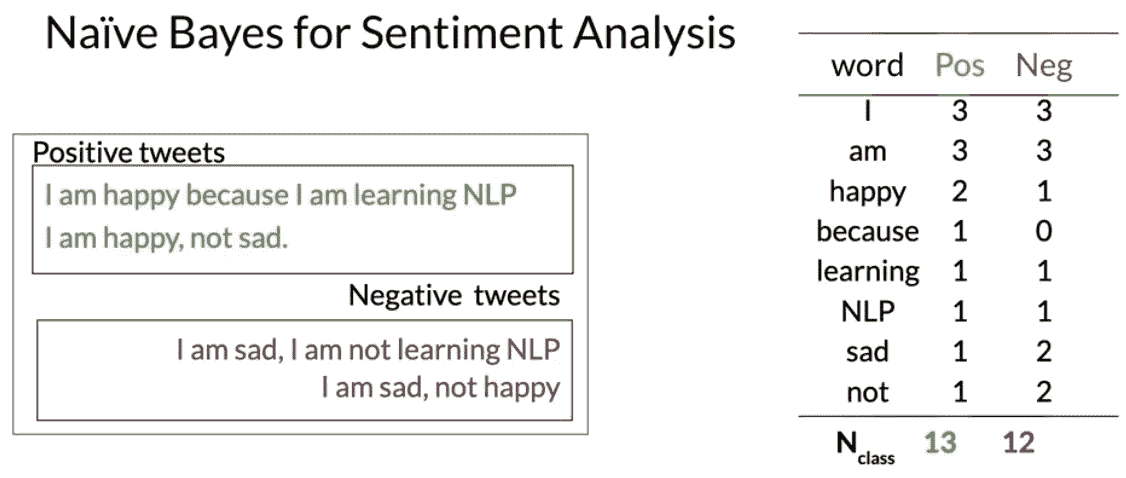 Naïve Bayes for Sentiment Analysis
Positive tweets
I am happy because I am learning NLP
I am happy, not sad.
Negative tweets
I am sad, I am not learning NLP
I am sad, not happy
word Pos Neg
I 3 3
am 3 3
happy 2 1
because 1 0
learning 1 1
NLP 1 1
sad 1 2
not 1 2
Nclass 13 12